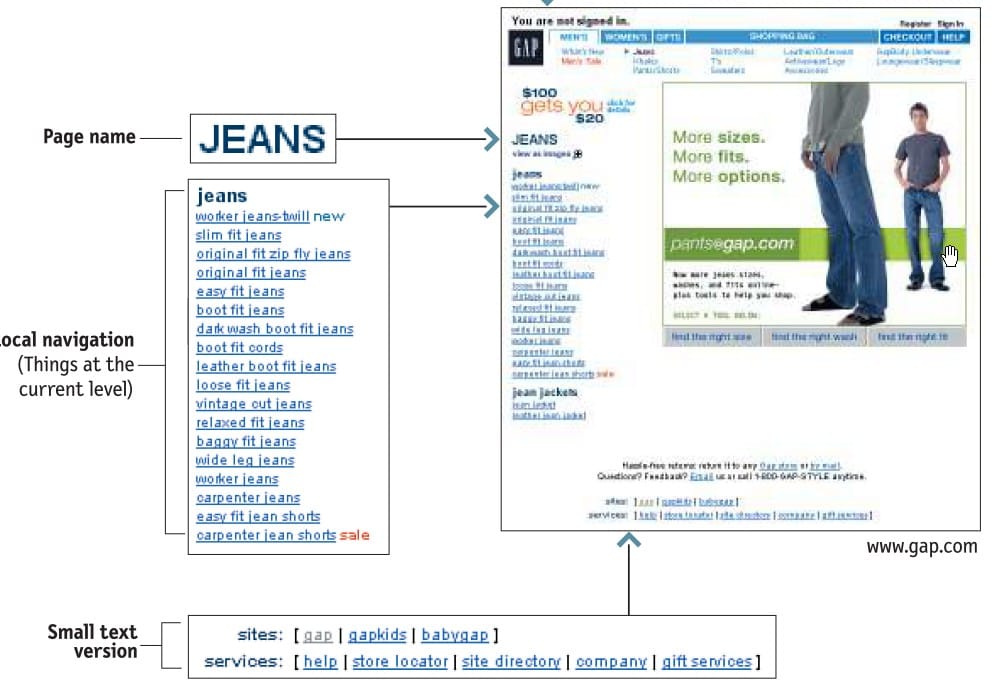 You are not signed in.
Register Sign In
GAP
MEN'S WOMEN'S GIFTS SHOPPING BAG CHECKOUT HELP
What's New Jeans Shirts/Polos Leather/Outerwear GapBody Underwear
Men's Sale Khakis T's Activewear/Logo Loungewear/Sleepwear
Pants/Shorts Sweaters Accessories
$100
gets you click for
details
$20
Page name
JEANS
JEANS
view as images
More sizes.
More fits.
More options.
pants@gap.com
Now more jeans sizes,
washes, and fits online—
plus tools to help you shop.
SELECT A TOOL BELOW:
find the right size find the right wash find the right fit
ocal navigation
(Things at the
current level)
jeans
worker jeans-twill new
slim fit jeans
original fit zip fly jeans
original fit jeans
easy fit jeans
boot fit jeans
dark wash boot fit jeans
boot fit cords
leather boot fit jeans
loose fit jeans
vintage cut jeans
relaxed fit jeans
baggy fit jeans
wide leg jeans
worker jeans
carpenter jeans
easy fit jean shorts
carpenter jean shorts sale
jeans
worker jeans-twill new
slim fit jeans
original fit zip fly jeans
original fit jeans
easy fit jeans
boot fit jeans
dark wash boot fit jeans
boot fit cords
leather boot fit jeans
loose fit jeans
vintage cut jeans
relaxed fit jeans
baggy fit jeans
wide leg jeans
worker jeans
carpenter jeans
easy fit jean shorts
carpenter jean shorts sale
jean jackets
jean jacket
leather jean jacket
Hassle-free returns: return it to any Gap store or by mail.
Questions? Feedback? Email us or call 1-800-GAP-STYLE anytime.
sites: [ gap | gapkids | babygap ]
services: [ help | store locator | site directory | company | gift services ]
www.gap.com
Small text
version
sites: [ gap | gapkids | babygap ]
services: [ help | store locator | site directory | company | gift services ]